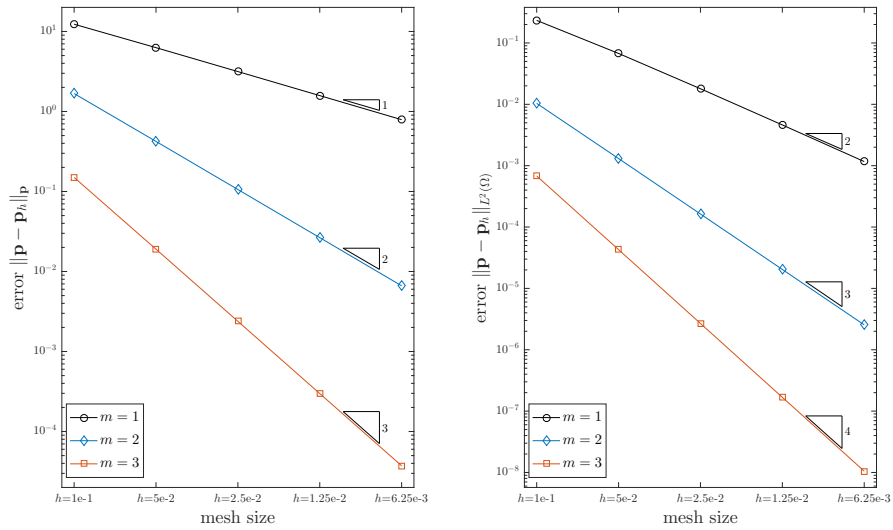 10^1
10^0
10^{-1}
10^{-2}
10^{-3}
10^{-4}
error ||p − p_h||_p
1
2
3
m = 1
m = 2
m = 3
h=1e-1
h=5e-2
h=2.5e-2
h=1.25e-2
h=6.25e-3
mesh size
10^{-1}
10^{-2}
10^{-3}
10^{-4}
10^{-5}
10^{-6}
10^{-7}
10^{-8}
error ||p − p_h||_{L^2(Ω)}
2
3
4
m = 1
m = 2
m = 3
h=1e-1
h=5e-2
h=2.5e-2
h=1.25e-2
h=6.25e-3
mesh size